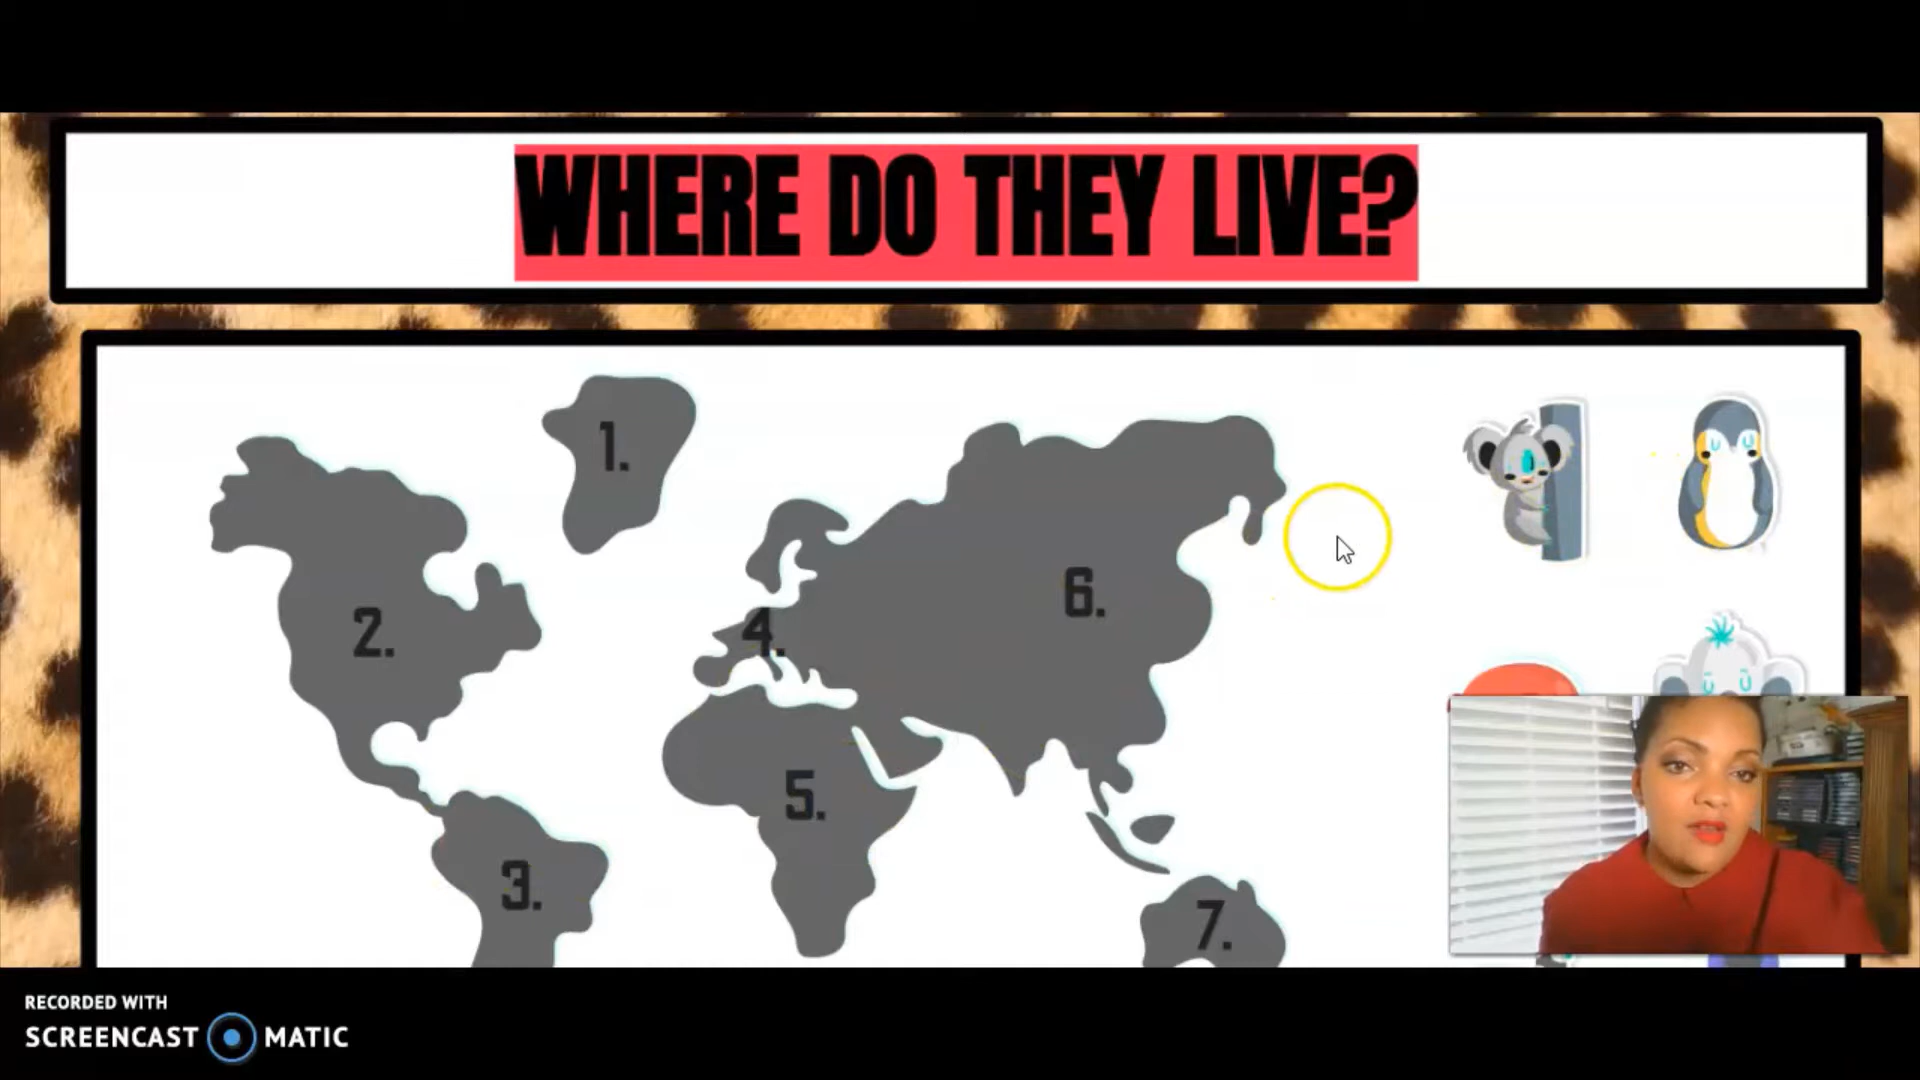 WHERE DO THEY LIVE?
1.
2.
4.
6.
5.
3.
7.
RECORDED WITH
SCREENCAST MATIC